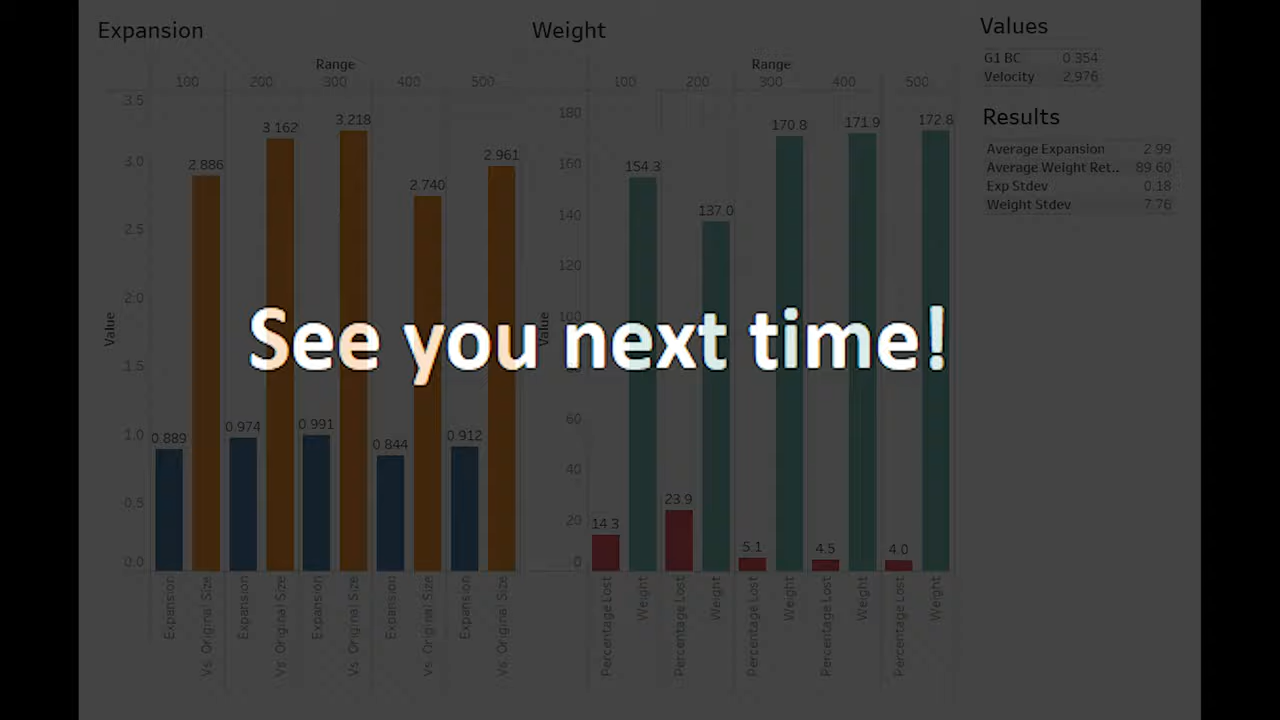 Expansion
Range
100 200 300 400 500
3.5
3.0
2.5
2.0
1.5
1.0
0.5
0.0
Value
0.889 2.886 0.974 3.162 0.991 3.218 0.844 2.740 0.912 2.961
Expansion
Vs. Original Size
Expansion
Vs. Original Size
Expansion
Vs. Original Size
Expansion
Vs. Original Size
Expansion
Vs. Original Size
Weight
Range
100 200 300 400 500
180
160
140
120
100
60
40
20
0
Value
14.3 154.3 23.9 137.0 5.1 170.8 4.5 171.9 4.0 172.8
Percentage Lost
Weight
Percentage Lost
Weight
Percentage Lost
Weight
Percentage Lost
Weight
Percentage Lost
Weight
Values
G1 BC 0.354
Velocity 2,976
Results
Average Expansion 2.99
Average Weight Ret.. 89.60
Exp Stdev 0.18
Weight Stdev 7.76
See you next time!